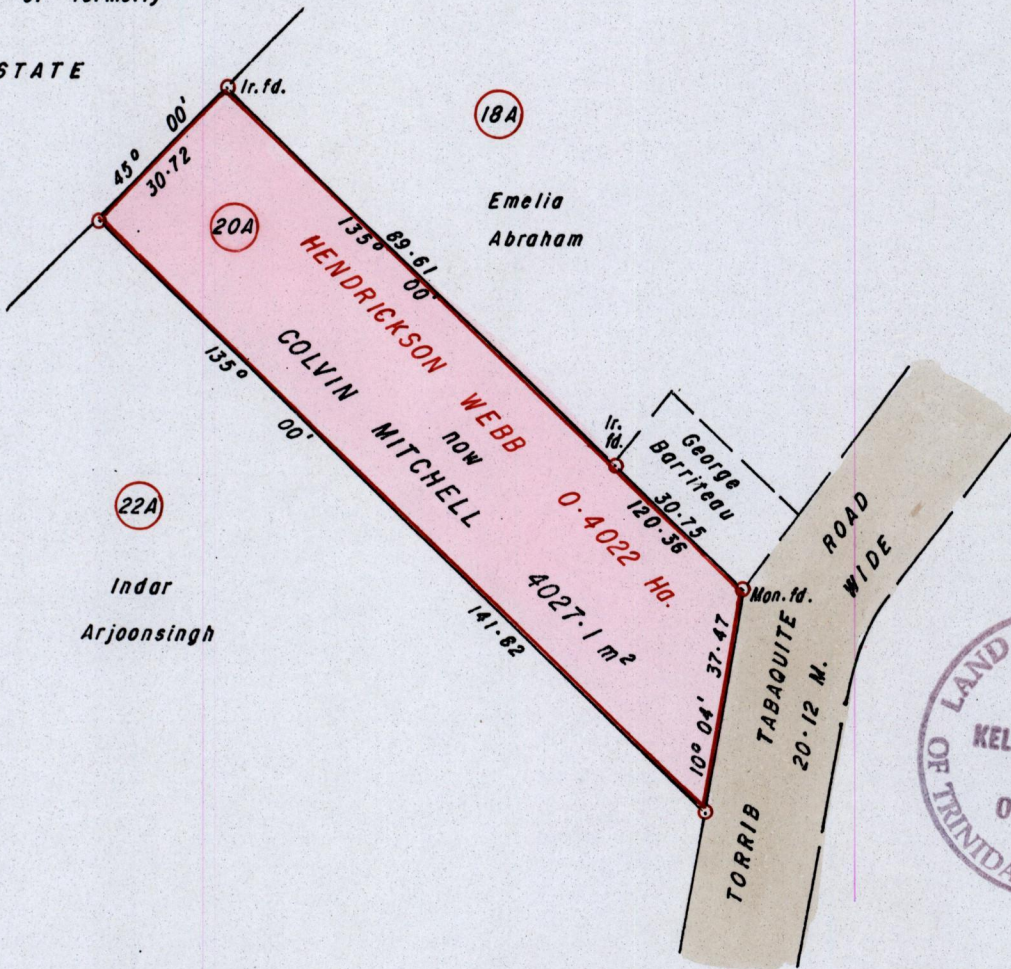 formerly
STATE
Ir. fd.
45° 00'
30·72
18A
Emelia
Abraham
20A
135° 00'
89·61
HENDRICKSON WEBB
now
COLVIN MITCHELL
0·4022 Ha.
4027·1 m²
135° 00'
141·62
22A
Indar
Arjoonsingh
Ir.
fd.
George
Barriteau
30·75
120·36
Mon. fd.
37·47
10° 04'
TORRIB TABAQUITE ROAD
20·12 M. WIDE
LAND
KEL
OF TRINIDA